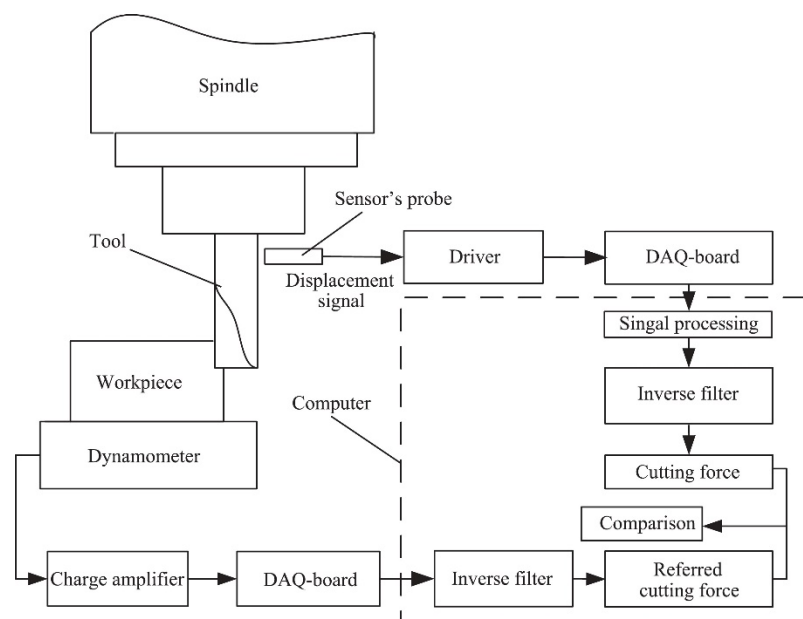 Spindle
Sensor's probe
Tool
Displacement
signal
Driver
DAQ-board
Singal processing
Workpiece
Inverse filter
Computer
Dynamometer
Cutting force
Comparison
Charge amplifier
DAQ-board
Inverse filter
Referred
cutting force